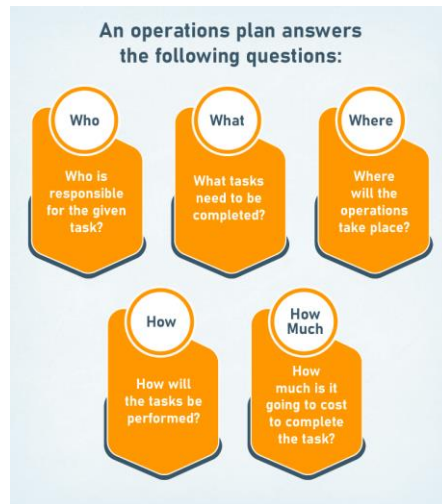 An operations plan answers
the following questions:
Who
Who is
responsible
for the given
task?
What
What tasks
need to be
completed?
Where
Where
will the
operations
take place?
How
How will
the tasks be
performed?
How
Much
How
much is it
going to cost
to complete
the task?